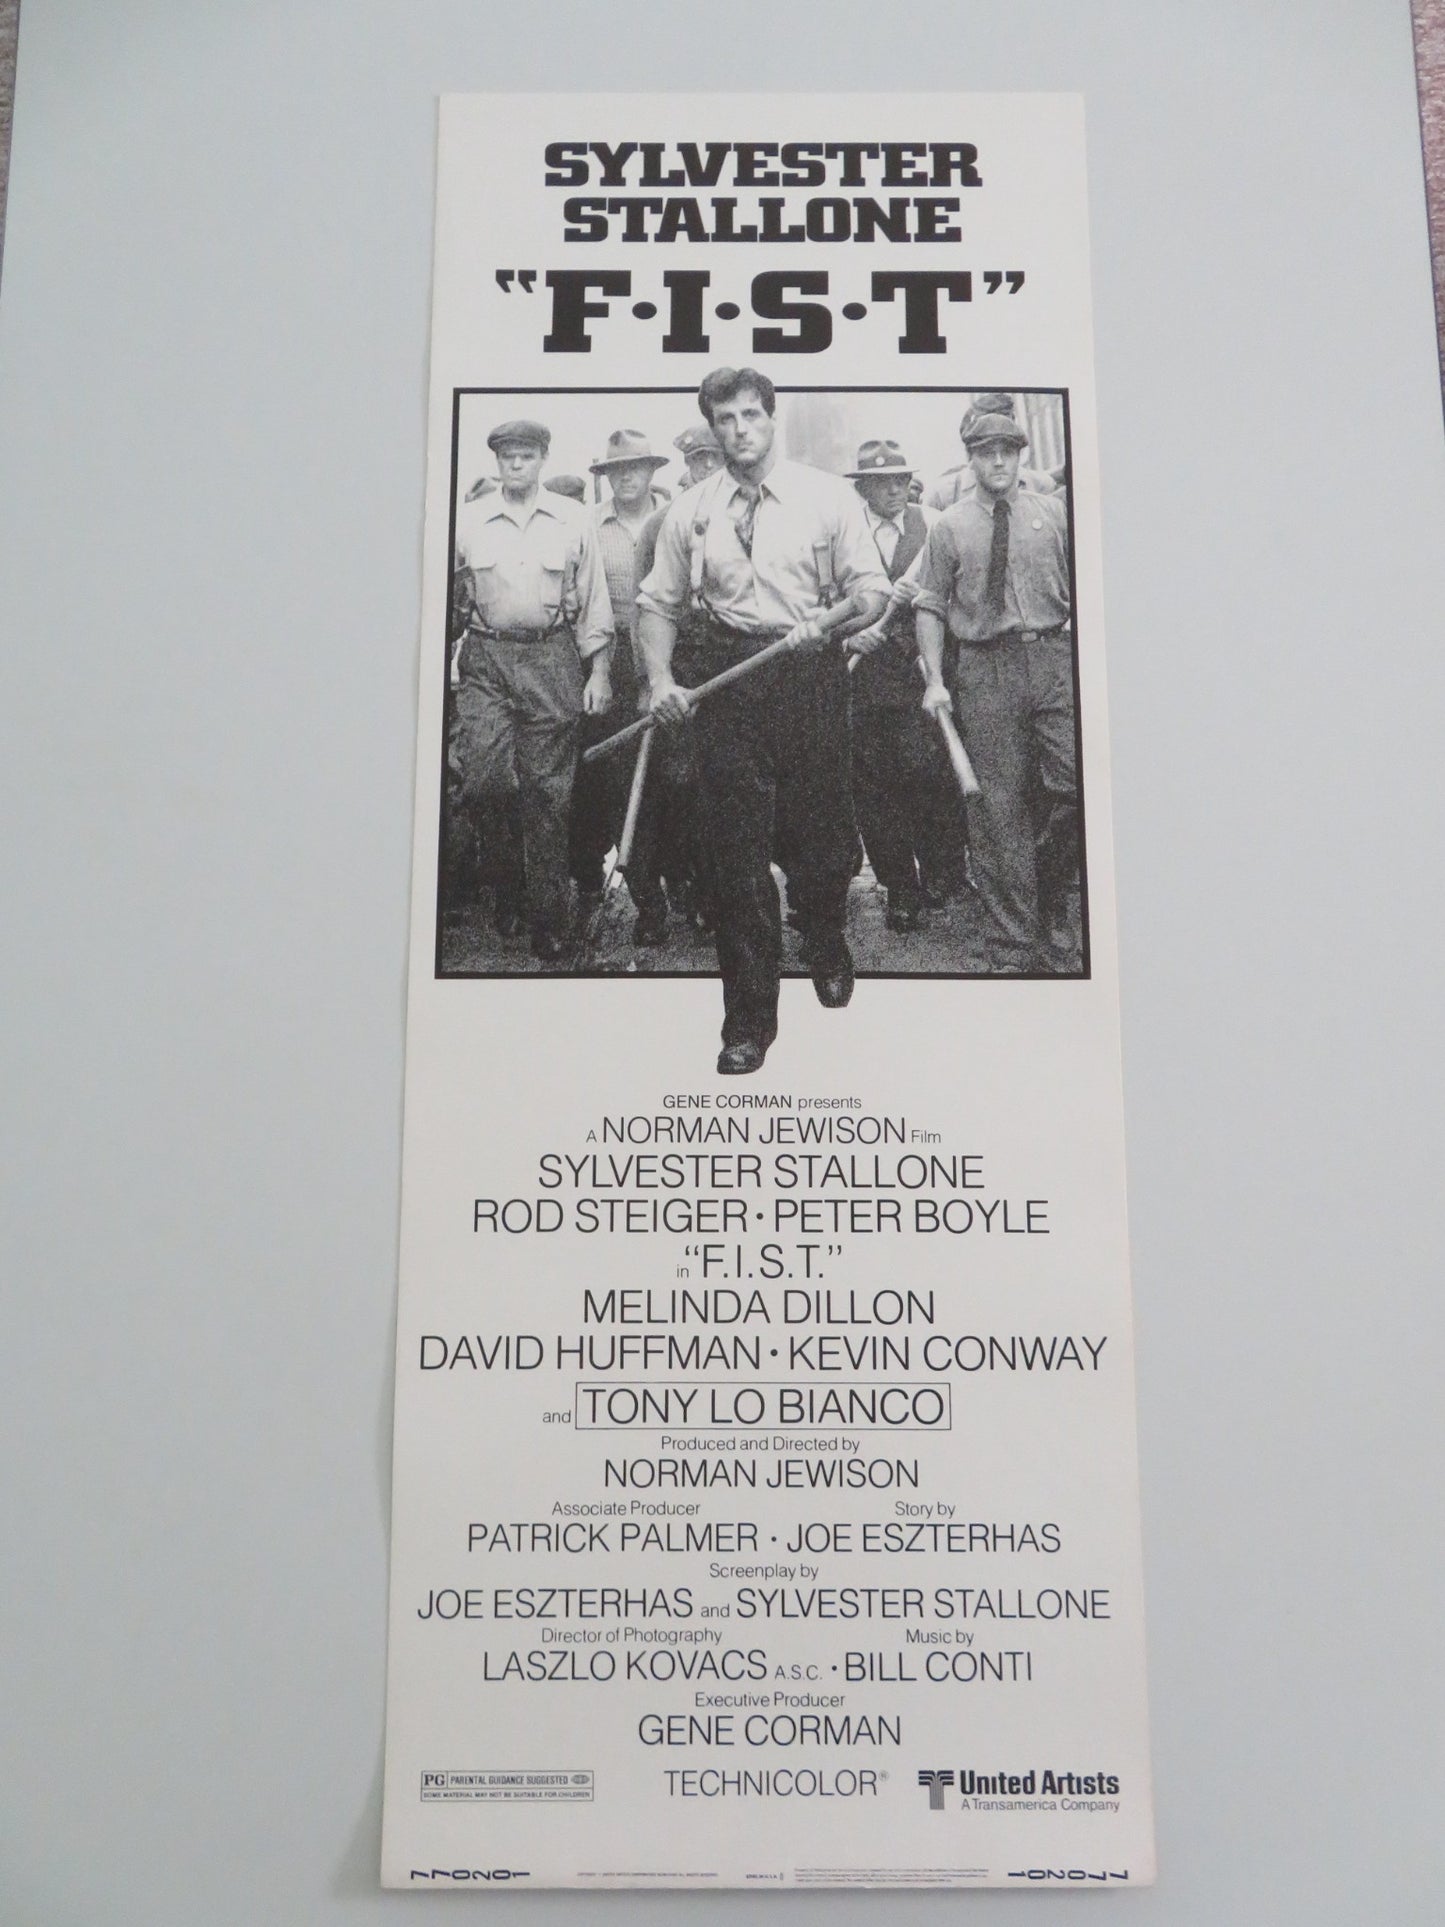 SYLVESTER
STALLONE
"F·I·S·T"
GENE CORMAN presents
A NORMAN JEWISON Film
SYLVESTER STALLONE
ROD STEIGER · PETER BOYLE
in "F.I.S.T."
MELINDA DILLON
DAVID HUFFMAN · KEVIN CONWAY
and TONY LO BIANCO
Produced and Directed by
NORMAN JEWISON
Associate Producer Story by
PATRICK PALMER · JOE ESZTERHAS
Screenplay by
JOE ESZTERHAS and SYLVESTER STALLONE
Director of Photography Music by
LASZLO KOVACS A.S.C. · BILL CONTI
Executive Producer
GENE CORMAN
PG PARENTAL GUIDANCE SUGGESTED
SOME MATERIAL MAY NOT BE SUITABLE FOR CHILDREN
TECHNICOLOR®
United Artists
A Transamerica Company
770201 770201